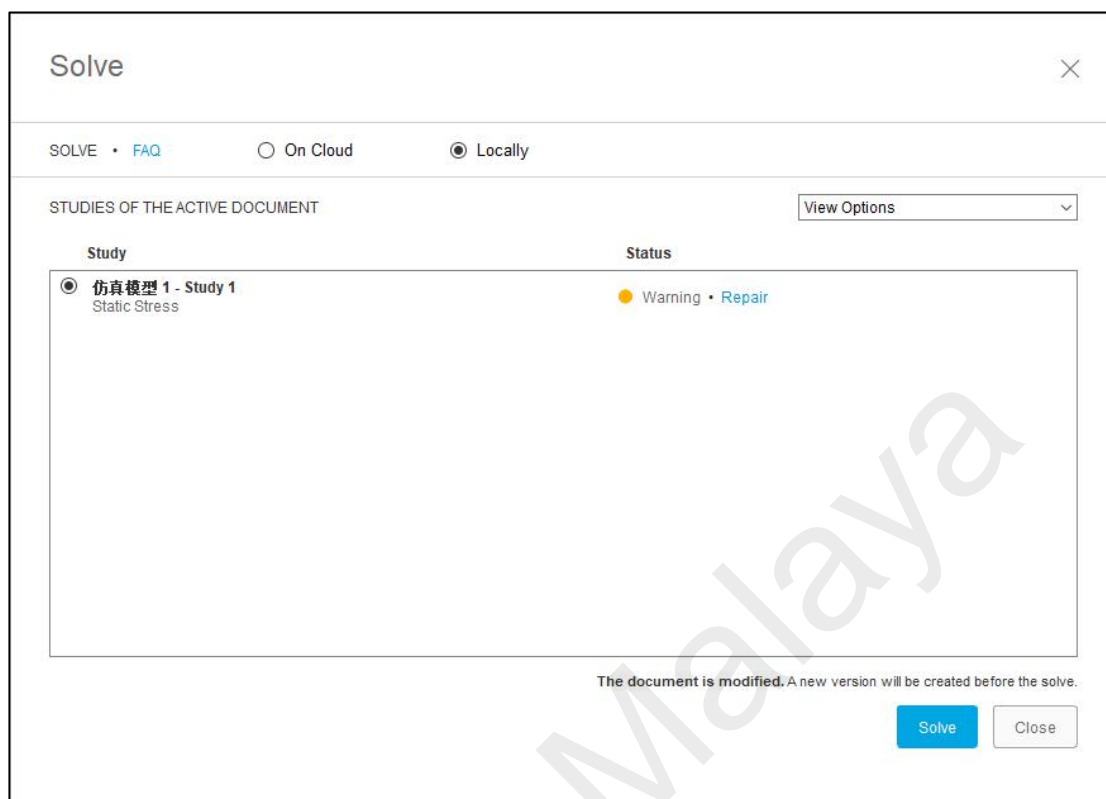 Solve
SOLVE • FAQ On Cloud Locally
STUDIES OF THE ACTIVE DOCUMENT View Options
Study Status
仿真模型 1 - Study 1
Static Stress
Warning • Repair
The document is modified. A new version will be created before the solve.
Solve Close
Malaya